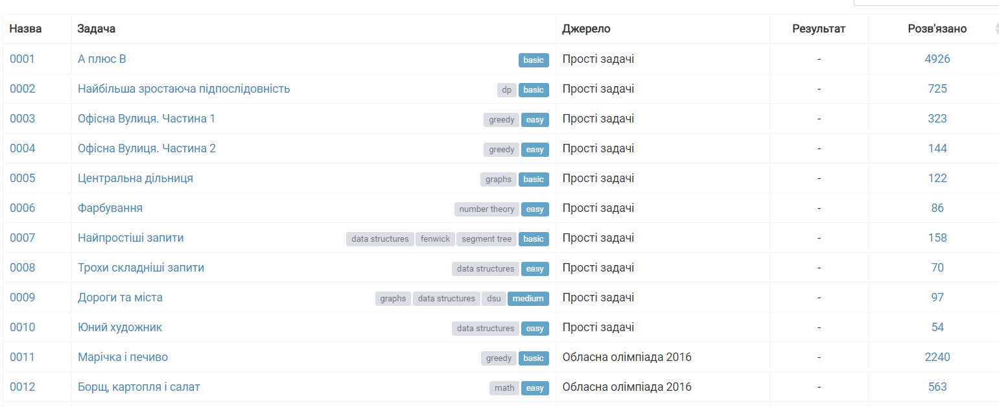 Назва Задача Джерело Результат Розв'язано
0001 А плюс В basic Прості задачі - 4926
0002 Найбільша зростаюча підпослідовність dp basic Прості задачі - 725
0003 Офісна Вулиця. Частина 1 greedy easy Прості задачі - 323
0004 Офісна Вулиця. Частина 2 greedy easy Прості задачі - 144
0005 Центральна дільниця graphs basic Прості задачі - 122
0006 Фарбування number theory easy Прості задачі - 86
0007 Найпростіші запити data structures fenwick segment tree basic Прості задачі - 158
0008 Трохи складніші запити data structures easy Прості задачі - 70
0009 Дороги та міста graphs data structures dsu medium Прості задачі - 97
0010 Юний художник data structures easy Прості задачі - 54
0011 Марічка і печиво greedy basic Обласна олімпіада 2016 - 2240
0012 Борщ, картопля і салат math easy Обласна олімпіада 2016 - 563